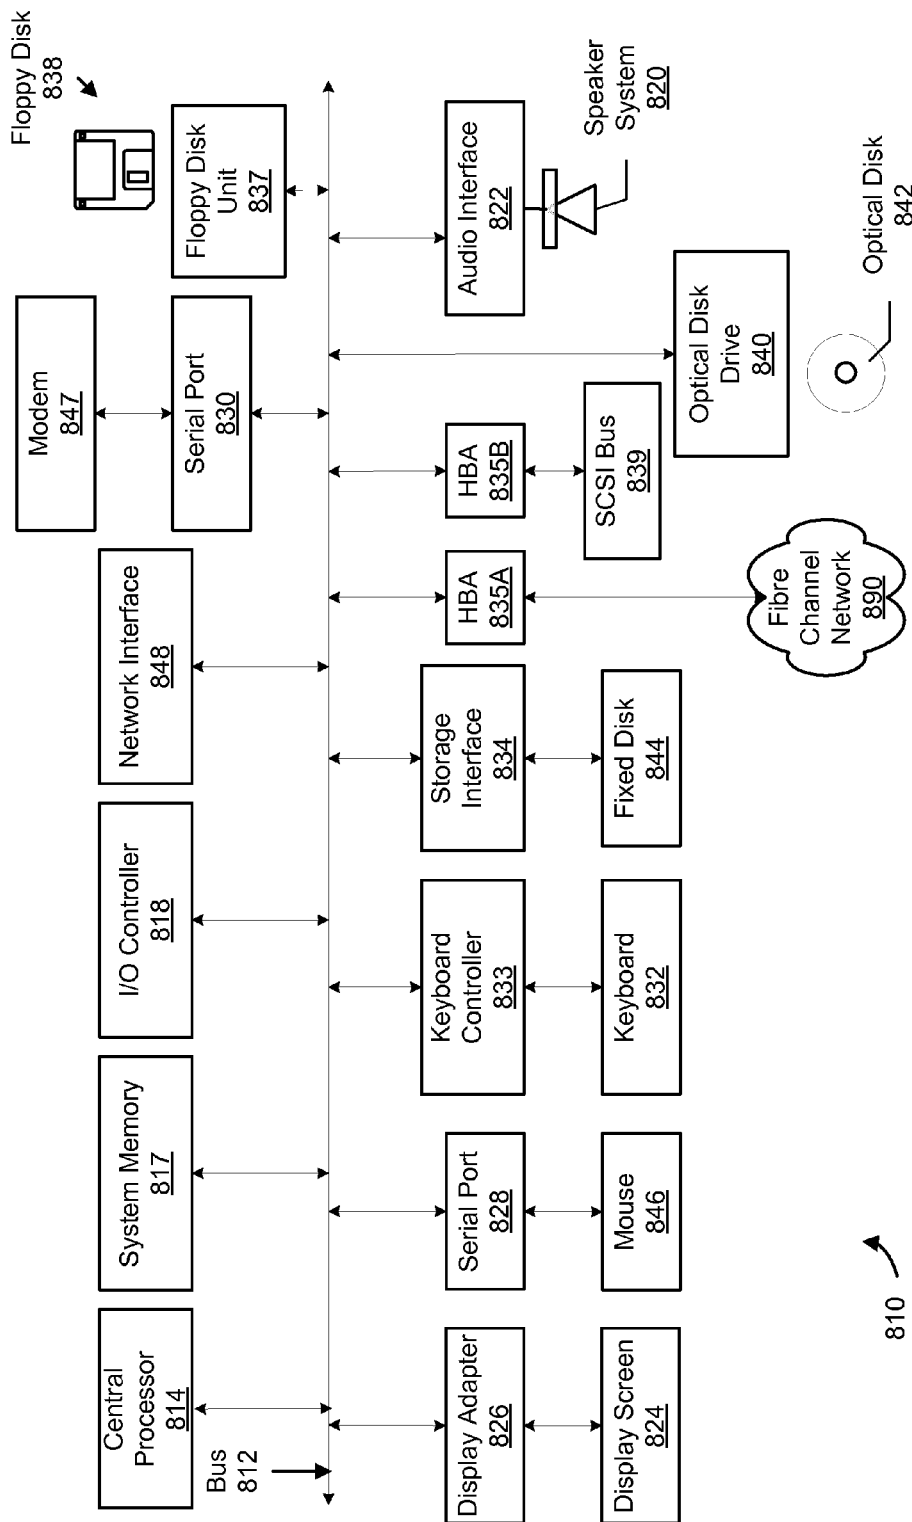 Central
Processor
814
System Memory
817
I/O Controller
818
Network Interface
848
Modem
847
Serial Port
830
Floppy Disk
838
Floppy Disk
Unit
837
Bus
812
Display Adapter
826
Display Screen
824
Serial Port
828
Mouse
846
Keyboard
Controller
833
Keyboard
832
Storage
Interface
834
Fixed Disk
844
HBA
835A
Fibre
Channel
Network
890
HBA
835B
SCSI Bus
839
Optical Disk
Drive
840
Audio Interface
822
Speaker
System
820
Optical Disk
842
810